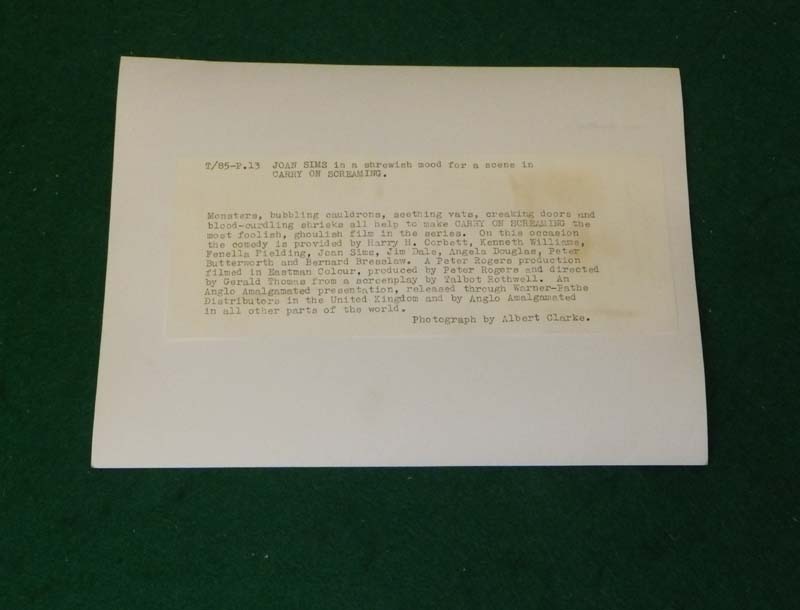 T/85-P.13 JOAN SIMS in a shrewish mood for a scene in
CARRY ON SCREAMING.
Monsters, bubbling cauldrons, seething vats, creaking doors and
blood-curdling shrieks all help to make CARRY ON SCREAMING the
most foolish, ghoulish film in the series. On this occasion
the comedy is provided by Harry H. Corbett, Kenneth Williams,
Fenella Fielding, Joan Sims, Jim Dale, Angela Douglas, Peter
Butterworth and Bernard Bresslaw. A Peter Rogers production
filmed in Eastman Colour, produced by Peter Rogers and directed
by Gerald Thomas from a screenplay by Talbot Rothwell. An
Anglo Amalgamated presentation, released through Warner-Pathe
Distributors in the United Kingdom and by Anglo Amalgamated
in all other parts of the world.
Photograph by Albert Clarke.